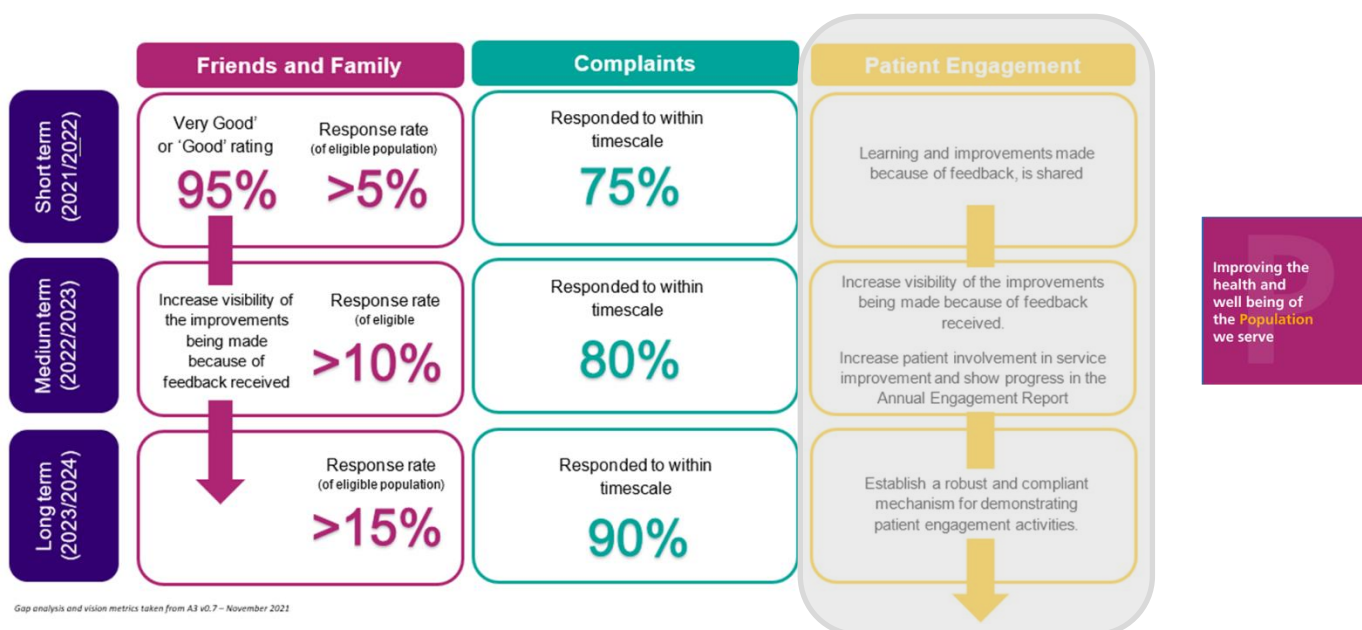 Friends and Family
Complaints
Patient Engagement
Short term
(2021/2022)
Very Good'
or 'Good' rating
95%
Response rate
(of eligible population)
>5%
Responded to within
timescale
75%
Learning and improvements made
because of feedback, is shared
Medium term
(2022/2023)
Increase visibility of
the improvements
being made
because of
feedback received
Response rate
(of eligible
>10%
Responded to within
timescale
80%
Increase visibility of the improvements
being made because of feedback
received.
Increase patient involvement in service
improvement and show progress in the
Annual Engagement Report
Long term
(2023/2024)
Response rate
(of eligible population)
>15%
Responded to within
timescale
90%
Establish a robust and compliant
mechanism for demonstrating
patient engagement activities.
P
Improving the
health and
well being of
the Population
we serve
Gap analysis and vision metrics taken from A3 v0.7 – November 2021